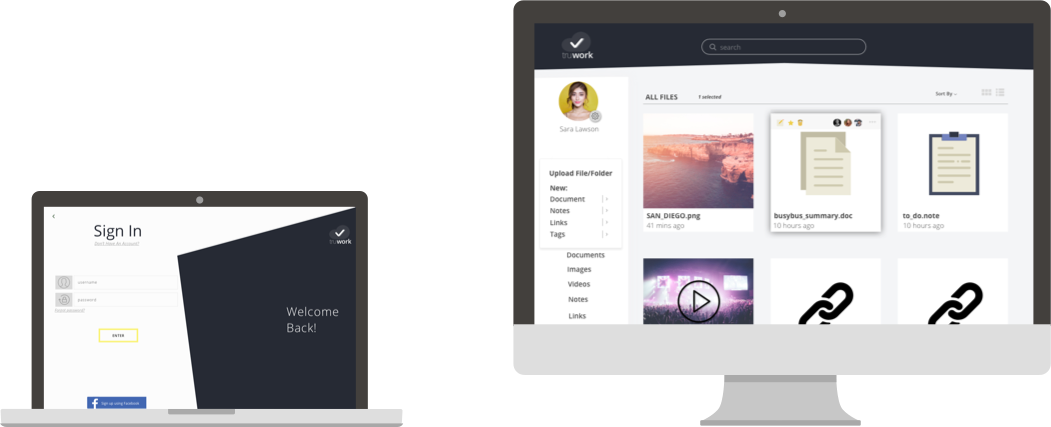 Sign In
Don't have an Account?
username
password
Forgot password?
ENTER
Sign up using Facebook
truwork
Welcome
Back!
truwork
search
Sara Lawson
Upload File/Folder
New:
Document
Notes
Links
Tags
Documents
Images
Videos
Notes
Links
ALL FILES
1 selected
Sort By
SAN_DIEGO.png
41 mins ago
busybus_summary.doc
10 hours ago
to_do.note
10 hours ago